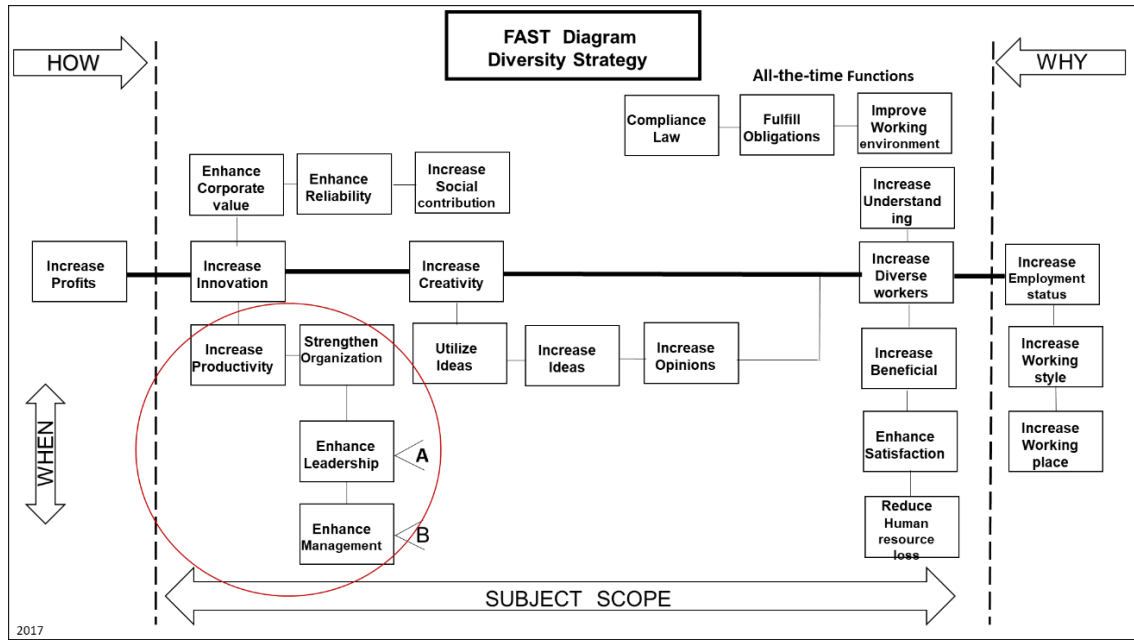 FAST Diagram
Diversity Strategy
HOW
WHY
All-the-time Functions
Compliance
Law
Fulfill
Obligations
Improve
Working
environment
Enhance
Corporate
value
Enhance
Reliability
Increase
Social
contribution
Increase
Understand
ing
Increase
Profits
Increase
Innovation
Increase
Creativity
Increase
Diverse
workers
Increase
Employment
status
Increase
Productivity
Strengthen
Organization
Utilize
Ideas
Increase
Ideas
Increase
Opinions
Increase
Beneficial
Increase
Working
style
WHEN
Enhance
Leadership
A
Enhance
Satisfaction
Increase
Working
place
Enhance
Management
B
Reduce
Human
resource
loss
SUBJECT SCOPE
2017